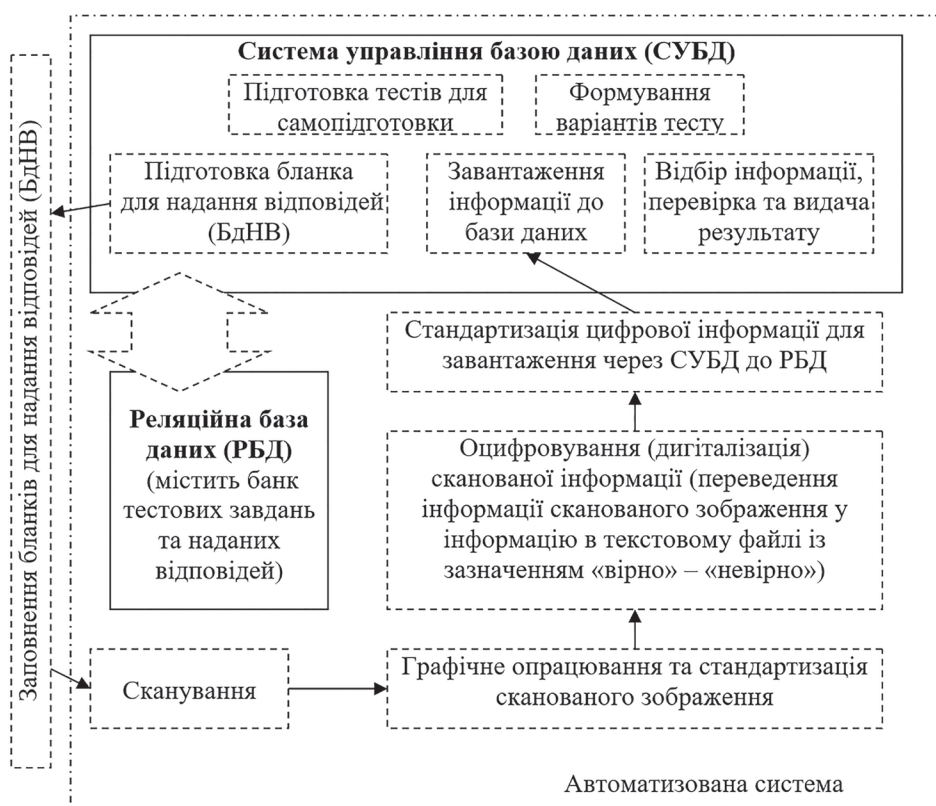 Заповнення бланків для надання відповідей (БдНВ)
Система управління базою даних (СУБД)
Підготовка тестів для
самопідготовки
Формування
варіантів тесту
Підготовка бланка
для надання відповідей
(БдНВ)
Завантаження
інформації до
бази даних
Відбір інформації,
перевірка та видача
результату
Стандартизація цифрової інформації для
завантаження через СУБД до РБД
Реляційна база
даних (РБД)
(містить банк
тестових завдань
та наданих
відповідей)
Оцифровування (дигіталізація)
сканованої інформації (переведення
інформації сканованого зображення у
інформацію в текстовому файлі із
зазначенням «вірно» – «невірно»)
Сканування
Графічне опрацювання та стандартизація
сканованого зображення
Автоматизована система